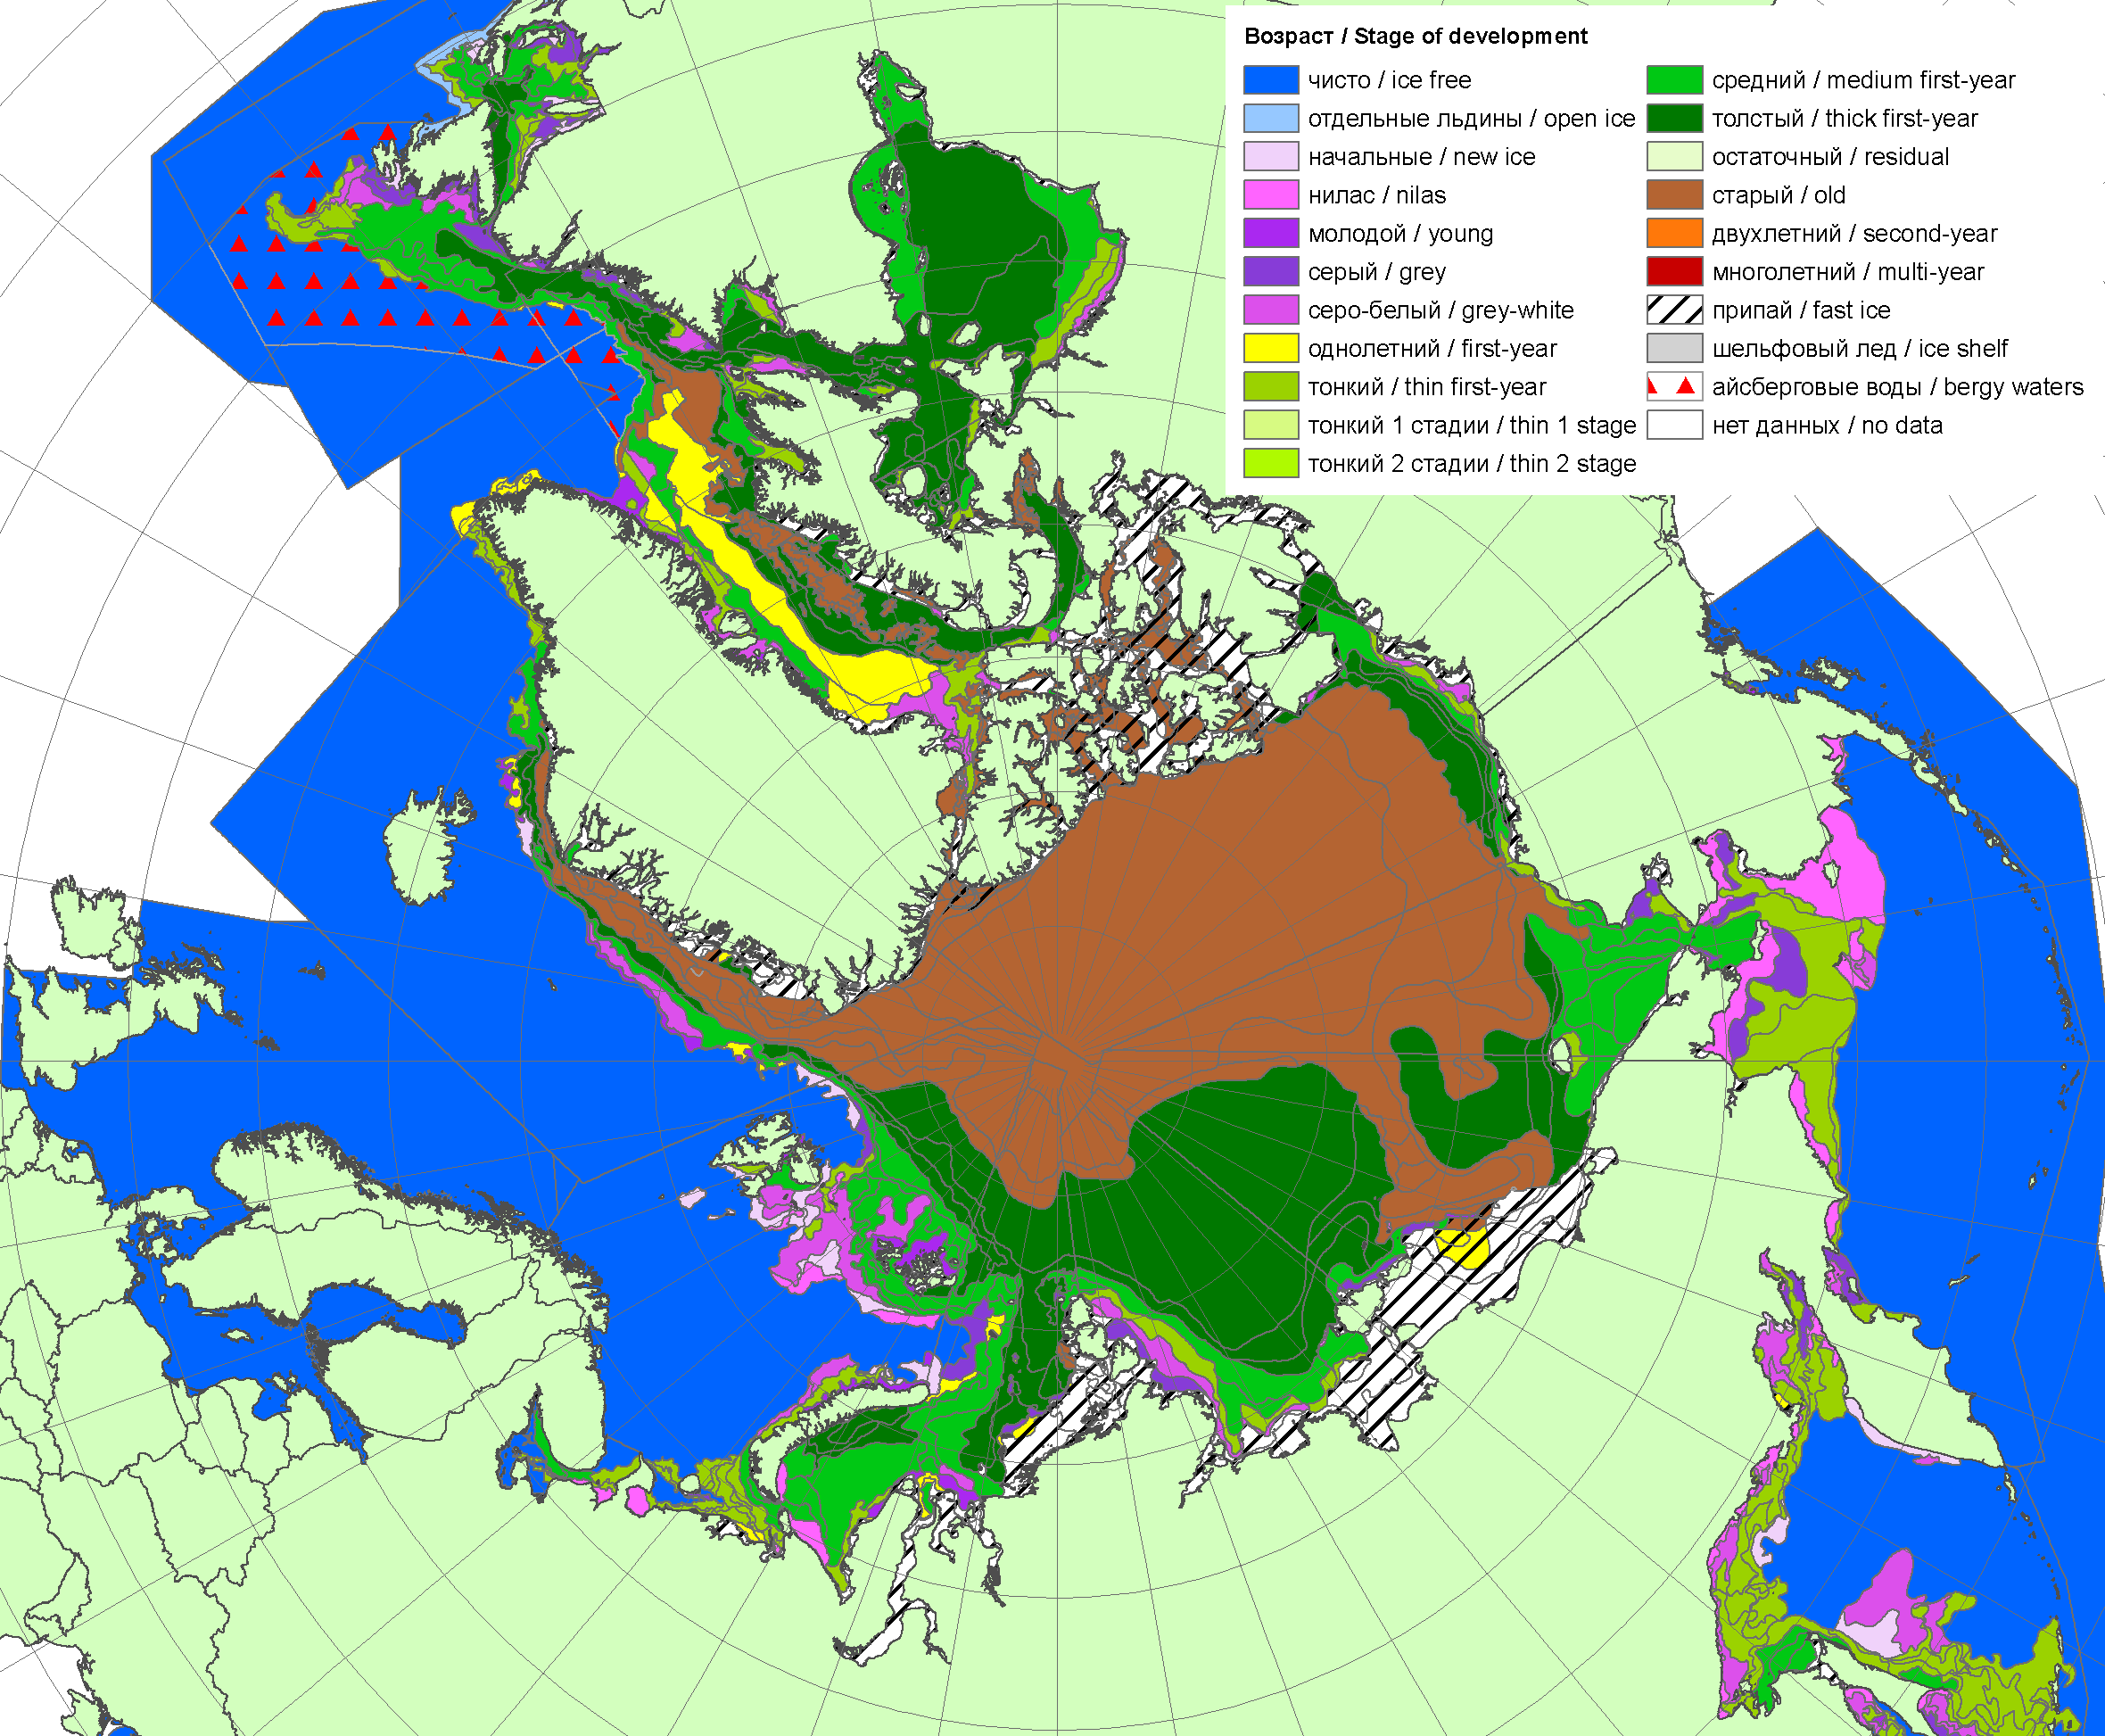 Возраст / Stage of development
чисто / ice free
отдельные льдины / open ice
начальные / new ice
нилас / nilas
молодой / young
серый / grey
серо-белый / grey-white
однолетний / first-year
тонкий / thin first-year
тонкий 1 стадии / thin 1 stage
тонкий 2 стадии / thin 2 stage
средний / medium first-year
толстый / thick first-year
остаточный / residual
старый / old
двухлетний / second-year
многолетний / multi-year
припай / fast ice
шельфовый лед / ice shelf
айсберговые воды / bergy waters
нет данных / no data